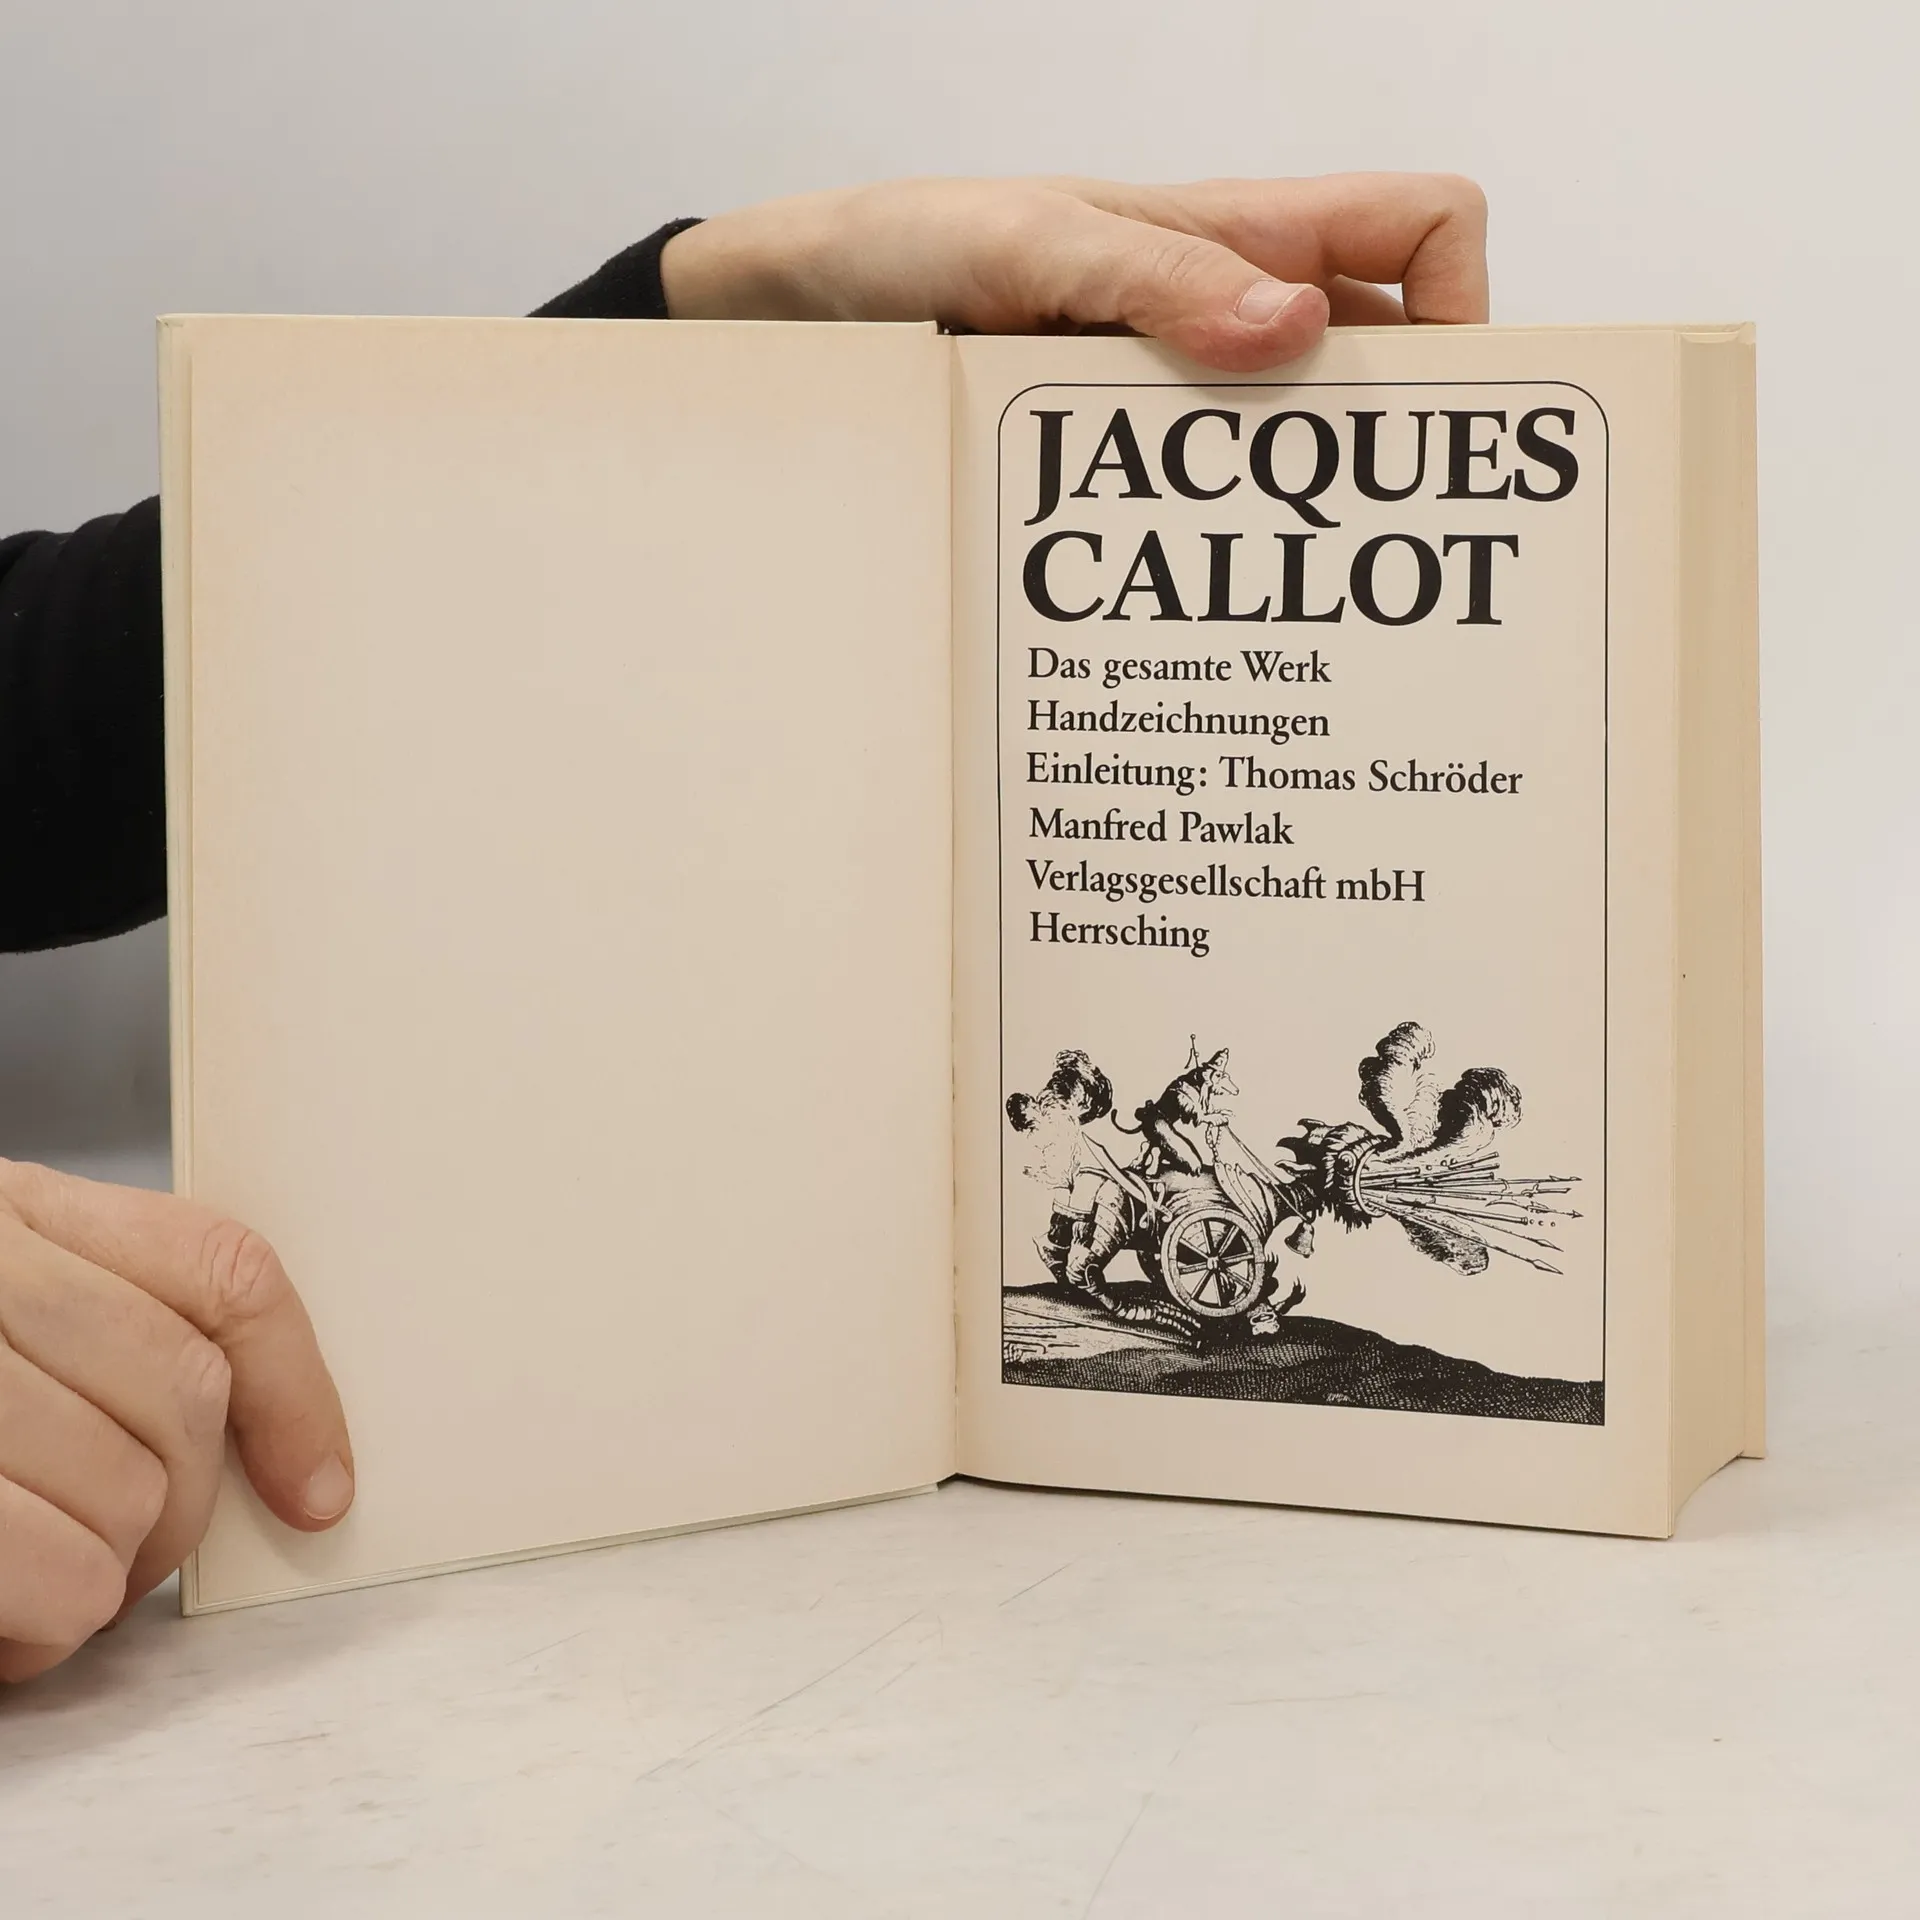 JACQUES
CALLOT
Das gesamte Werk
Handzeichnungen
Einleitung: Thomas Schröder
Manfred Pawlak
Verlagsgesellschaft mbH
Herrsching